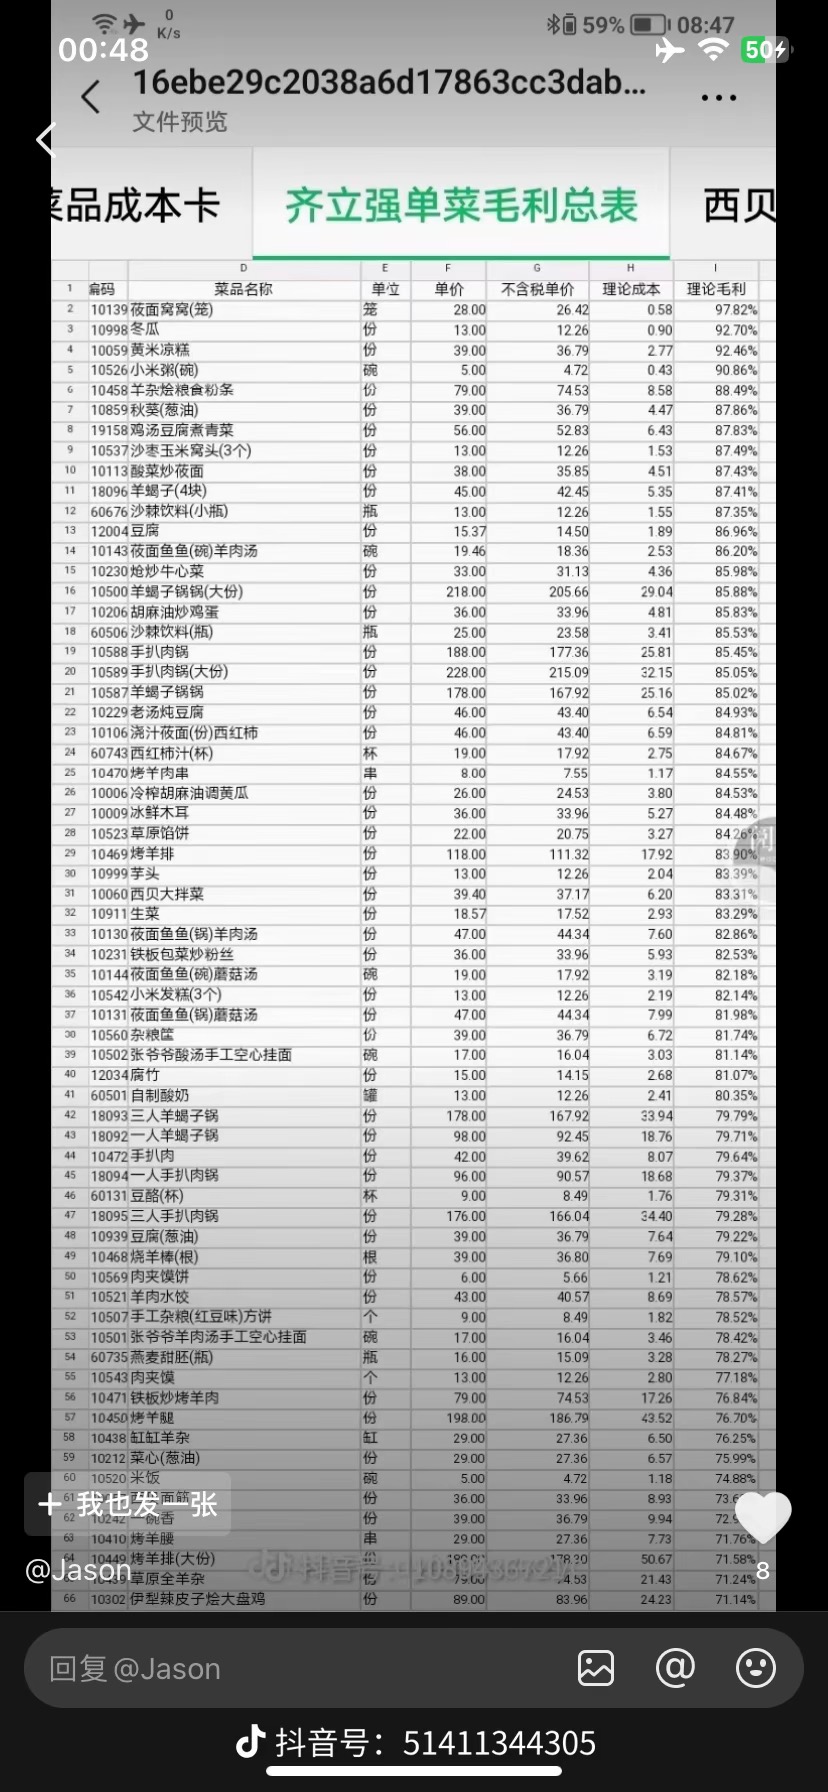 0
K/s
59% 08:47
00:48
50
16ebe29c2038a6d17863cc3dab...
文件预览
菜品成本卡 齐立强单菜毛利总表 西贝
D E F G H I
1 编码 菜品名称 单位 单价 不含税单价 理论成本 理论毛利
2 10139 莜面窝窝(笼) 笼 28.00 26.42 0.58 97.82%
3 10998 冬瓜 份 13.00 12.26 0.90 92.70%
4 10059 黄米凉糕 份 39.00 36.79 2.77 92.46%
5 10526 小米粥(碗) 碗 5.00 4.72 0.43 90.86%
6 10458 羊杂烩粮食粉条 份 79.00 74.53 8.58 88.49%
7 10859 秋葵(葱油) 份 39.00 36.79 4.47 87.86%
8 19158 鸡汤豆腐煮青菜 份 56.00 52.83 6.43 87.83%
9 10537 沙枣玉米窝头(3个) 份 13.00 12.26 1.53 87.49%
10 10113 酸菜炒莜面 份 38.00 35.85 4.51 87.43%
11 18096 羊蝎子(4块) 份 45.00 42.45 5.35 87.41%
12 60676 沙棘饮料(小瓶) 瓶 13.00 12.26 1.55 87.35%
13 12004 豆腐 份 15.37 14.50 1.89 86.96%
14 10143 莜面鱼鱼(碗)羊肉汤 碗 19.46 18.36 2.53 86.20%
15 10230 炝炒牛心菜 份 33.00 31.13 4.36 85.98%
16 10500 羊蝎子锅锅(大份) 份 218.00 205.66 29.04 85.88%
17 10206 胡麻油炒鸡蛋 份 36.00 33.96 4.81 85.83%
18 60506 沙棘饮料(瓶) 瓶 25.00 23.58 3.41 85.53%
19 10588 手扒肉锅 份 188.00 177.36 25.81 85.45%
20 10589 手扒肉锅(大份) 份 228.00 215.09 32.15 85.05%
21 10587 羊蝎子锅锅 份 178.00 167.92 25.16 85.02%
22 10229 老汤炖豆腐 份 46.00 43.40 6.54 84.93%
23 10106 浇汁莜面(份)西红柿 份 46.00 43.40 6.59 84.81%
24 60743 西红柿汁(杯) 杯 19.00 17.92 2.75 84.67%
25 10470 烤羊肉串 串 8.00 7.55 1.17 84.55%
26 10006 冷榨胡麻油调黄瓜 份 26.00 24.53 3.80 84.53%
27 10009 冰鲜木耳 份 36.00 33.96 5.27 84.48%
28 10523 草原馅饼 份 22.00 20.75 3.27 84.26%
29 10469 烤羊排 份 118.00 111.32 17.92 83.90%
30 10999 芋头 份 13.00 12.26 2.04 83.39%
31 10060 西贝大拌菜 份 39.40 37.17 6.20 83.31%
32 10911 生菜 份 18.57 17.52 2.93 83.29%
33 10130 莜面鱼鱼(锅)羊肉汤 份 47.00 44.34 7.60 82.86%
34 10231 铁板包菜炒粉丝 份 36.00 33.96 5.93 82.53%
35 10144 莜面鱼鱼(碗)蘑菇汤 碗 19.00 17.92 3.19 82.18%
36 10542 小米发糕(3个) 份 13.00 12.26 2.19 82.14%
37 10131 莜面鱼鱼(锅)蘑菇汤 份 47.00 44.34 7.99 81.98%
38 10560 杂粮筐 份 39.00 36.79 6.72 81.74%
39 10502 张爷爷酸汤手工空心挂面 碗 17.00 16.04 3.03 81.14%
40 12034 腐竹 份 15.00 14.15 2.68 81.07%
41 60501 自制酸奶 罐 13.00 12.26 2.41 80.35%
42 18093 三人羊蝎子锅 份 178.00 167.92 33.94 79.79%
43 18092 一人羊蝎子锅 份 98.00 92.45 18.76 79.71%
44 10472 手扒肉 份 42.00 39.62 8.07 79.64%
45 18094 一人手扒肉锅 份 96.00 90.57 18.68 79.37%
46 60131 豆酪(杯) 杯 9.00 8.49 1.76 79.31%
47 18095 三人手扒肉锅 份 176.00 166.04 34.40 79.28%
48 10939 豆腐(葱油) 份 39.00 36.79 7.64 79.22%
49 10468 烧羊棒(根) 根 39.00 36.80 7.69 79.10%
50 10569 肉夹馍饼 份 6.00 5.66 1.21 78.62%
51 10521 羊肉水饺 份 43.00 40.57 8.69 78.57%
52 10507 手工杂粮(红豆味)方饼 个 9.00 8.49 1.82 78.52%
53 10501 张爷爷羊肉汤手工空心挂面 碗 17.00 16.04 3.46 78.42%
54 60735 燕麦甜胚(瓶) 瓶 16.00 15.09 3.28 78.27%
55 10543 肉夹馍 个 13.00 12.26 2.80 77.18%
56 10471 铁板炒烤羊肉 份 79.00 74.53 17.26 76.84%
57 10450 烤羊腿 份 198.00 186.79 43.52 76.70%
58 10438 缸缸羊杂 缸 29.00 27.36 6.50 76.25%
59 10212 菜心(葱油) 份 29.00 27.36 6.57 75.99%
60 10520 米饭 碗 5.00 4.72 1.18 74.88%
61 面筋 份 36.00 33.96 8.93
62 10242 一碗香 份 39.00 36.79 9.94
63 10410 烤羊腰 串 29.00 27.36 7.73 71.76%
64 10449 烤羊排(大份) 份 50.67 71.58%
草原全羊杂 份 21.43 71.24%
66 10302 伊犁辣皮子烩大盘鸡 份 89.00 83.96 24.23 71.14%
+ 我也发一张
@Jason
8
回复 @Jason
抖音号：51411344305